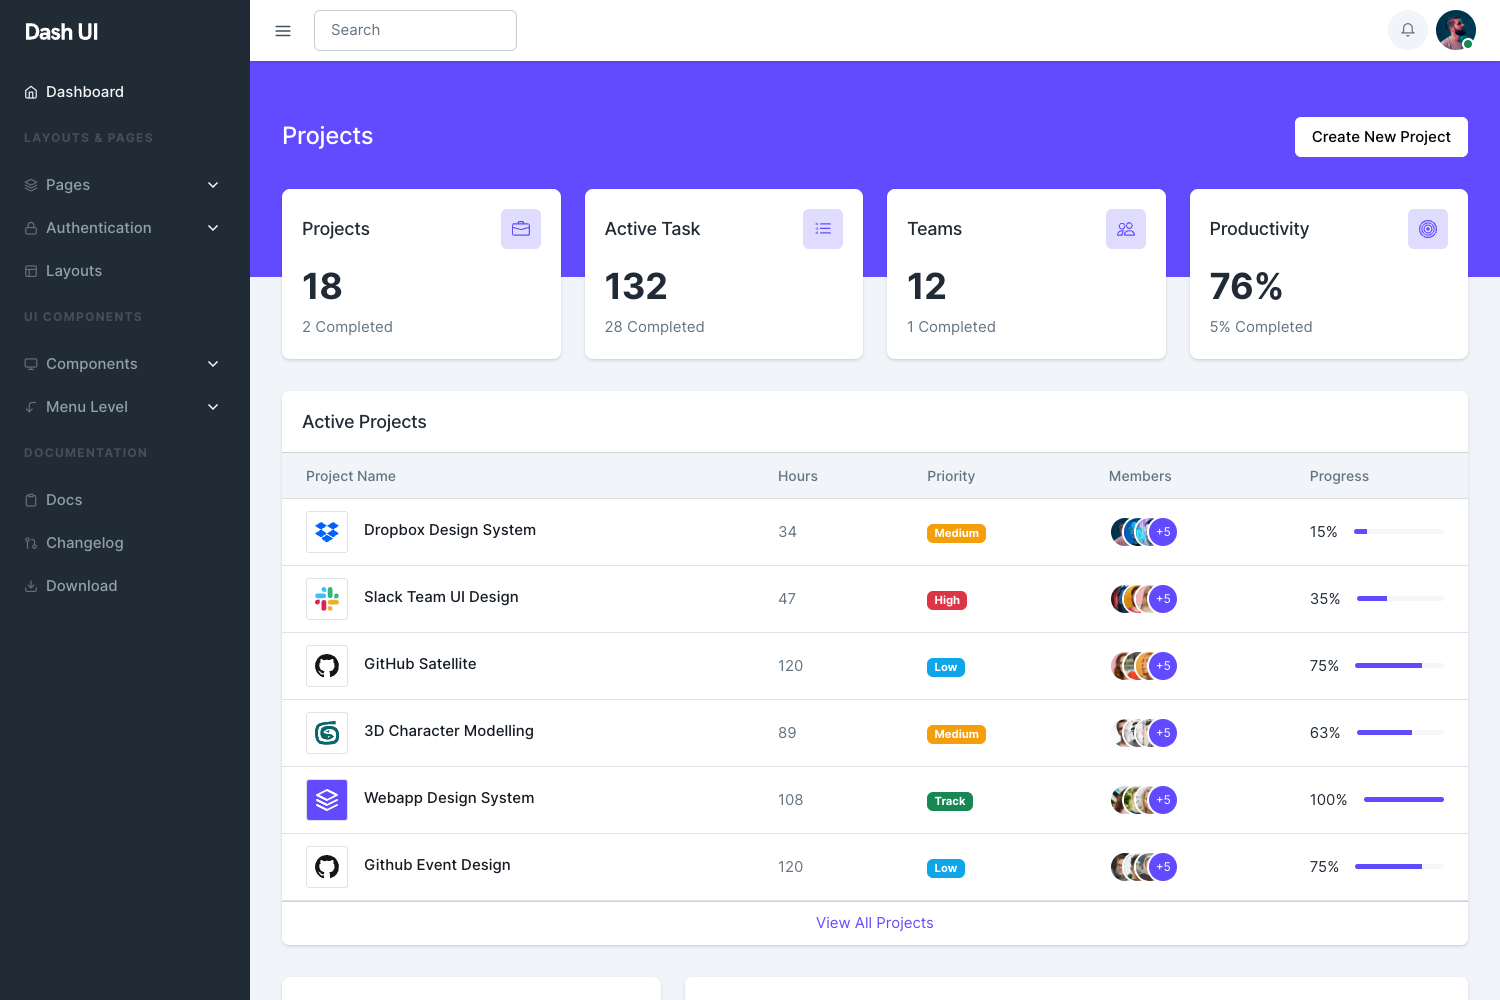 Dash UI
Search
Dashboard
LAYOUTS & PAGES
Pages
Authentication
Layouts
UI COMPONENTS
Components
Menu Level
DOCUMENTATION
Docs
Changelog
Download
Projects
Create New Project
Projects
18
2 Completed
Active Task
132
28 Completed
Teams
12
1 Completed
Productivity
76%
5% Completed
Active Projects
Project Name Hours Priority Members Progress
Dropbox Design System 34 Medium +5 15%
Slack Team UI Design 47 High +5 35%
GitHub Satellite 120 Low +5 75%
3D Character Modelling 89 Medium +5 63%
Webapp Design System 108 Track +5 100%
Github Event Design 120 Low +5 75%
View All Projects